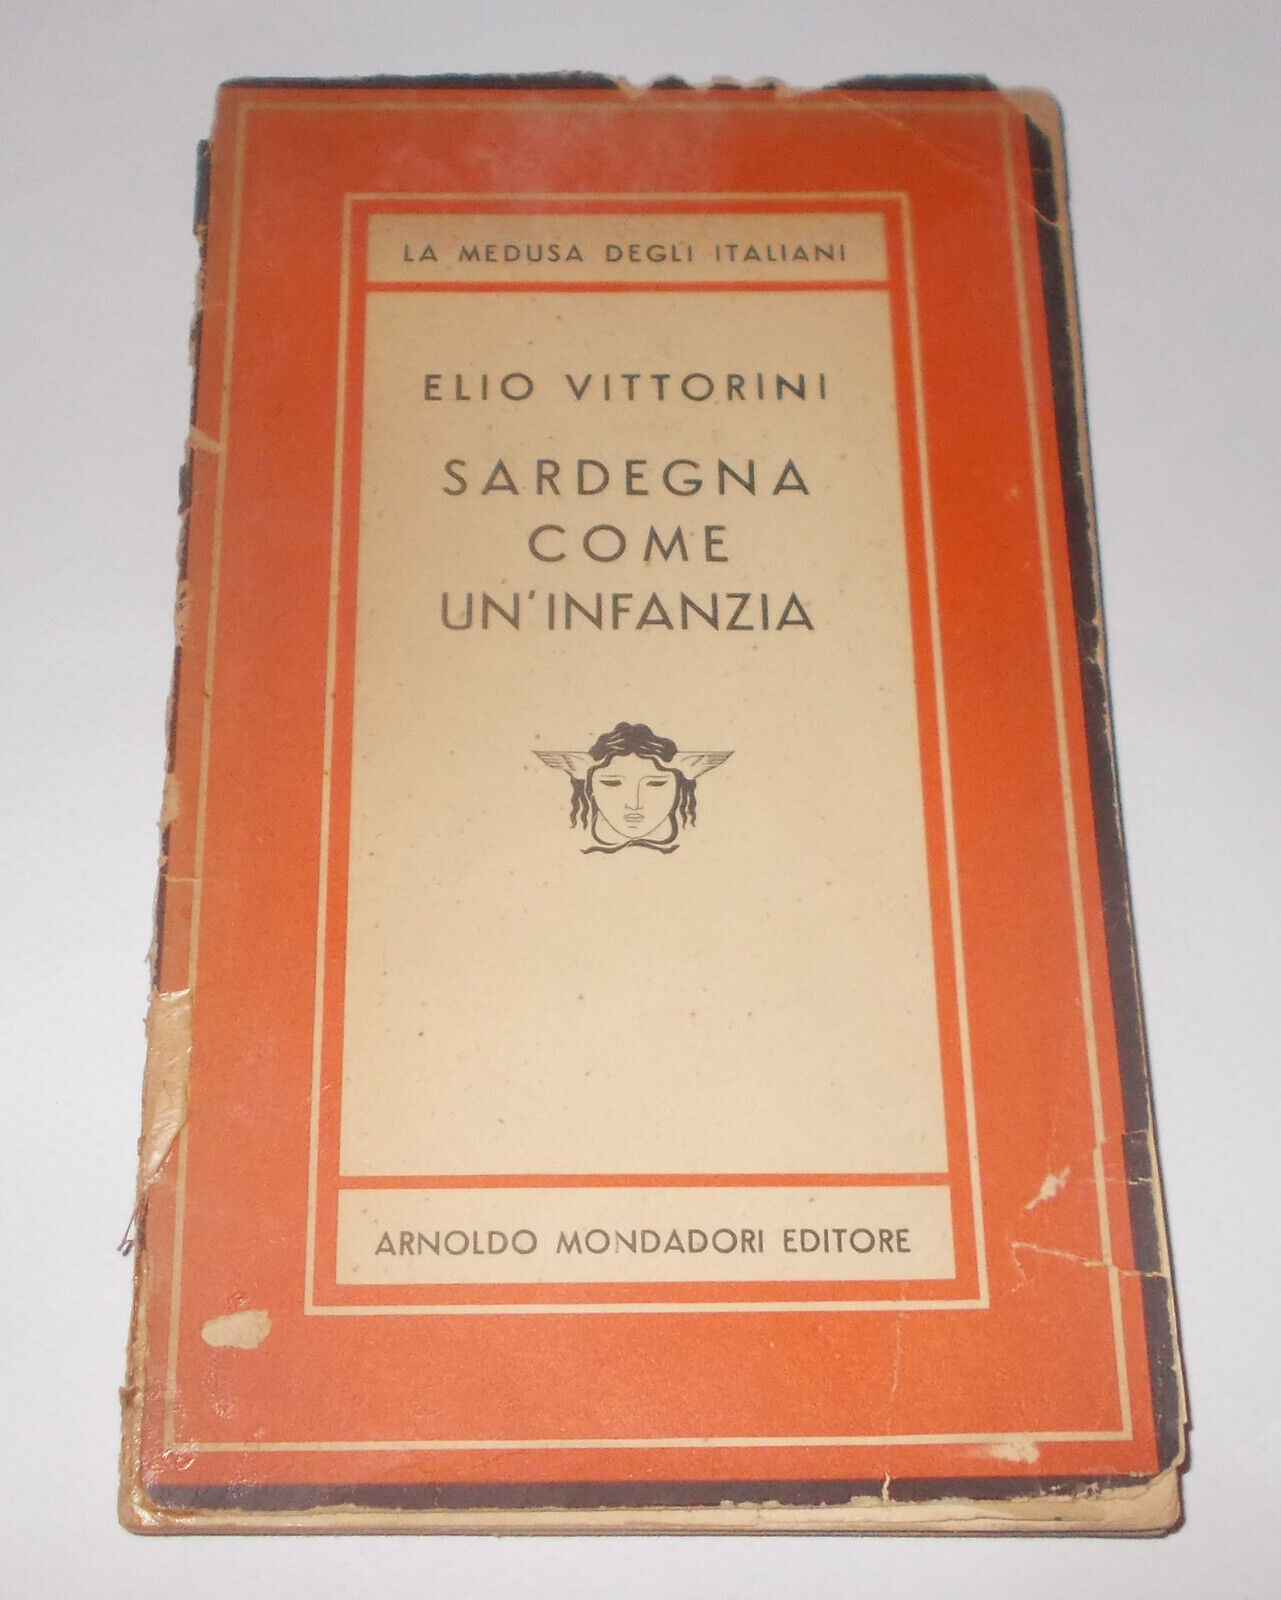 LA MEDUSA DEGLI ITALIANI
ELIO VITTORINI
SARDEGNA
COME
UN'INFANZIA
ARNOLDO MONDADORI EDITORE